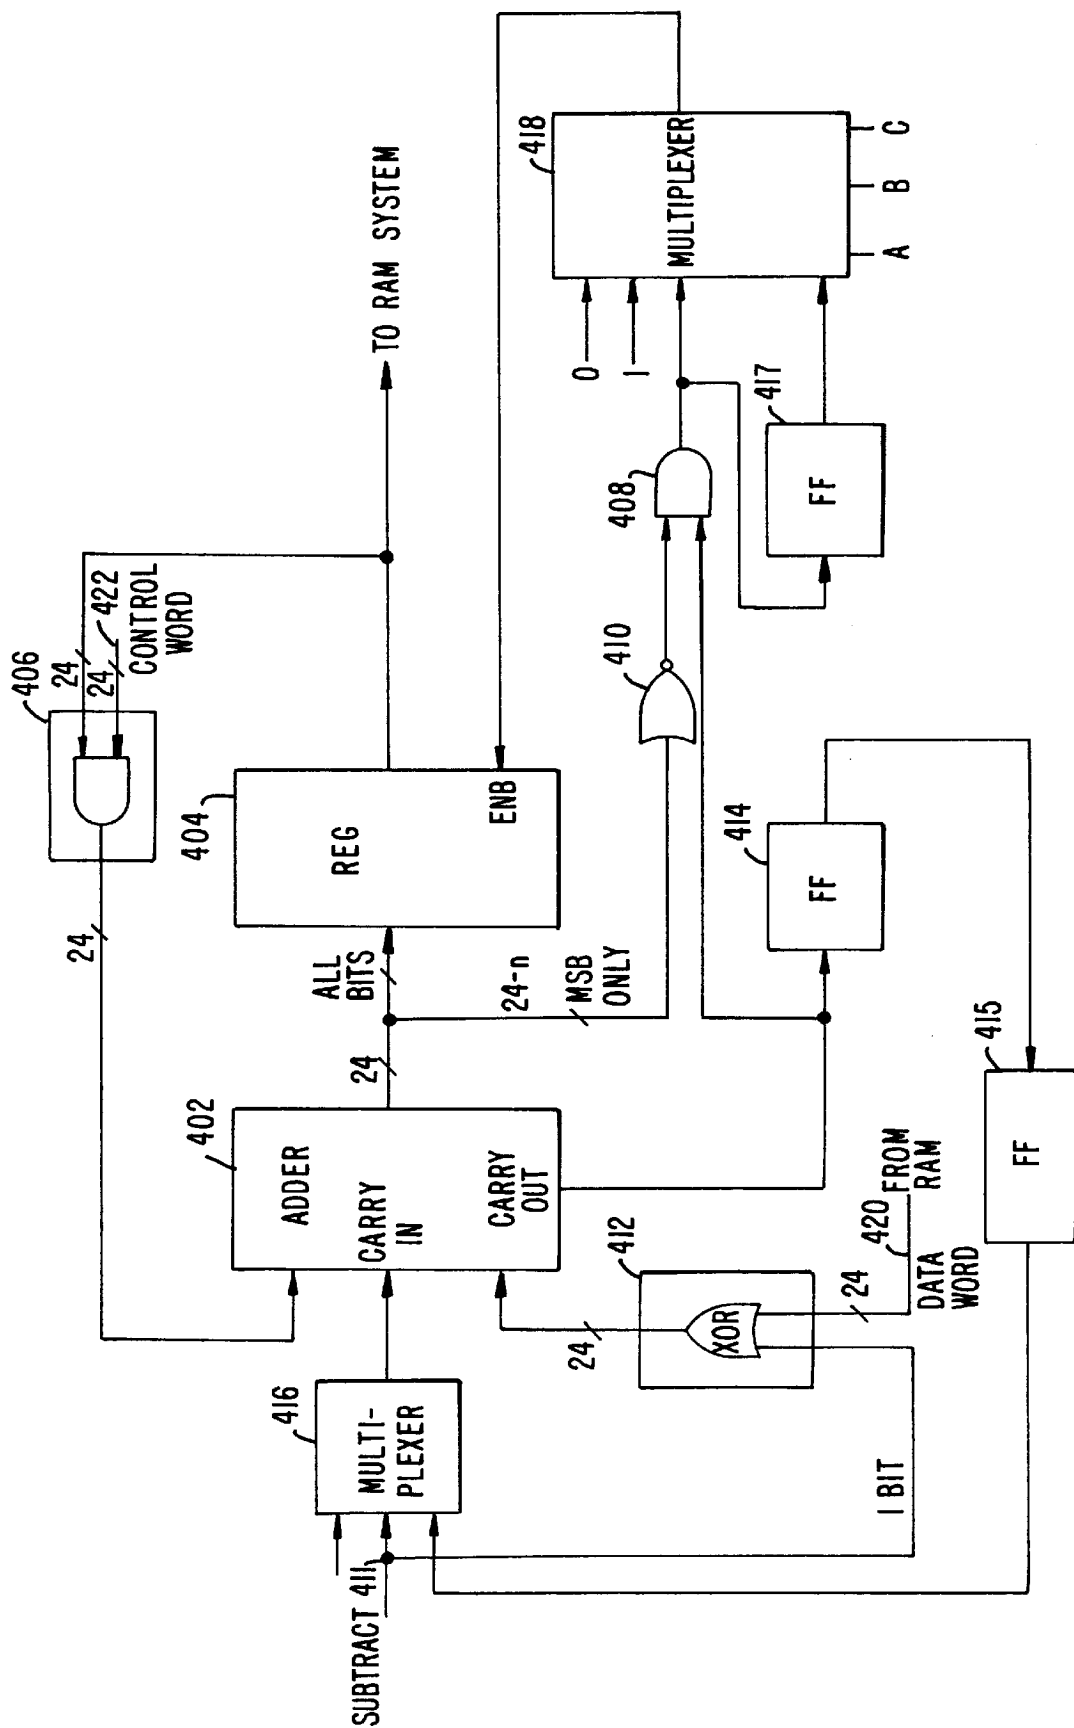 SUBTRACT 411
416
MULTI-
PLEXER
1 BIT
402
ADDER
CARRY
IN
CARRY
OUT
412
XOR
24
24
420
FROM
RAM
DATA
WORD
415
FF
24
24
ALL
BITS
24-n
MSB
ONLY
404
REG
ENB
406
24
24
422
CONTROL
WORD
414
FF
410
408
417
FF
TO RAM SYSTEM
0
1
418
MULTIPLEXER
A
B
C